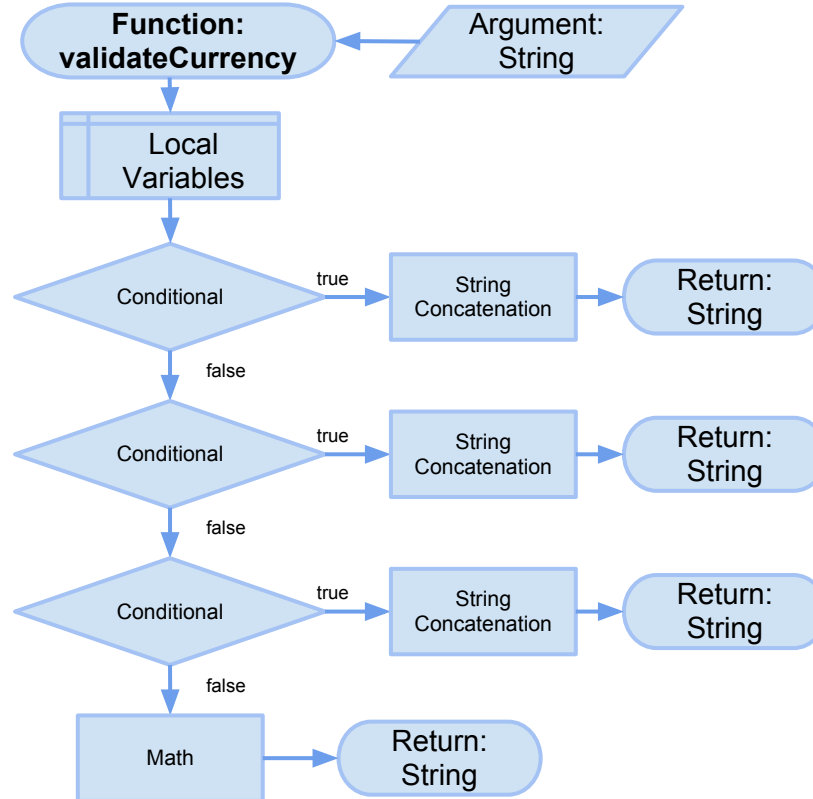 Function:
validateCurrency
Argument:
String
Local
Variables
Conditional
true
String
Concatenation
Return:
String
false
Conditional
true
String
Concatenation
Return:
String
false
Conditional
true
String
Concatenation
Return:
String
false
Math
Return:
String